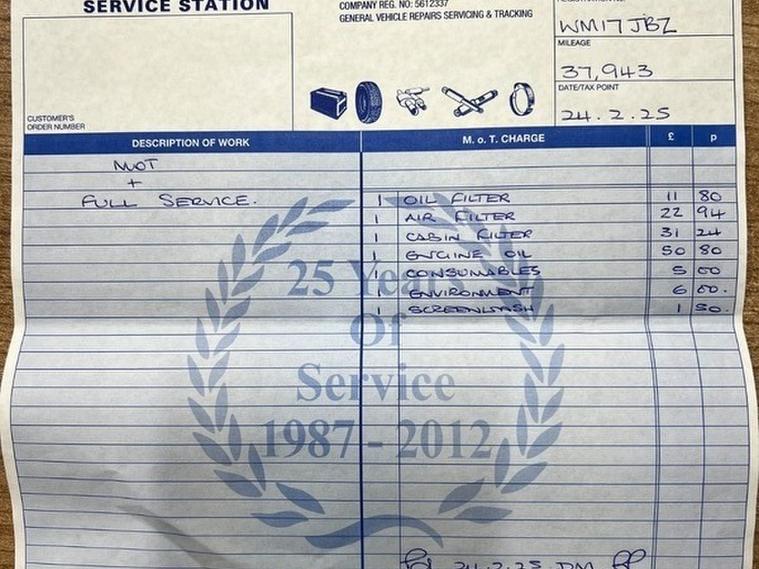 SERVICE STATION
COMPANY REG. NO: 5612337
GENERAL VEHICLE REPAIRS SERVICING & TRACKING
WM17 JBZ
MILEAGE
37,943
DATE/TAX POINT
24.2.25
CUSTOMER'S
ORDER NUMBER
DESCRIPTION OF WORK M. o T. CHARGE £ p
MOT
+
FULL SERVICE.
1 OIL FILTER 11 80
1 AIR FILTER 22 94
1 CABIN FILTER 31 24
1 ENGINE OIL 50 80
1 CONSUMABLES 5 00
1 ENVIRONMENT 6 00.
1 SCREENWASH 1 50.
25 Years
Of
Service
1987 - 2012
24.2.25